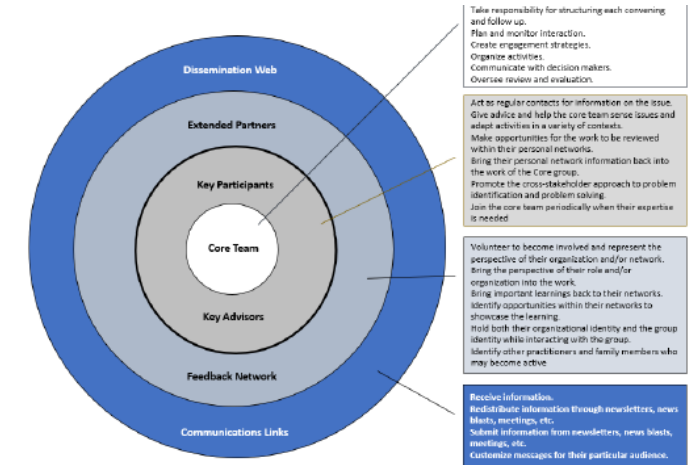 Dissemination Web
Extended Partners
Key Participants
Core Team
Key Advisors
Feedback Network
Communications Links
Take responsibility for structuring each convening
and follow up.
Plan and monitor interaction.
Create engagement strategies.
Organize activities.
Communicate with decision makers.
Oversee review and evaluation.
Act as regular contacts for information on the issue.
Give advice and help the core team sense issues and
adapt activities in a variety of contexts.
Make opportunities for the work to be reviewed
within their personal networks.
Bring their personal network information back into
the work of the Core group.
Promote the cross-stakeholder approach to problem
identification and problem solving.
Join the core team periodically when their expertise
is needed
Volunteer to become involved and represent the
perspective of their organization and/or network.
Bring the perspective of their role and/or
organization into the work.
Bring important learnings back to their networks.
Identify opportunities within their networks to
showcase the learning.
Hold both their organizational identity and the group
identity while interacting with the group.
Identify other practitioners and family members who
may become active
Receive information.
Redistribute information through newsletters, news
blasts, meetings, etc.
Submit information from newsletters, news blasts,
meetings, etc.
Customize messages for their particular audience.